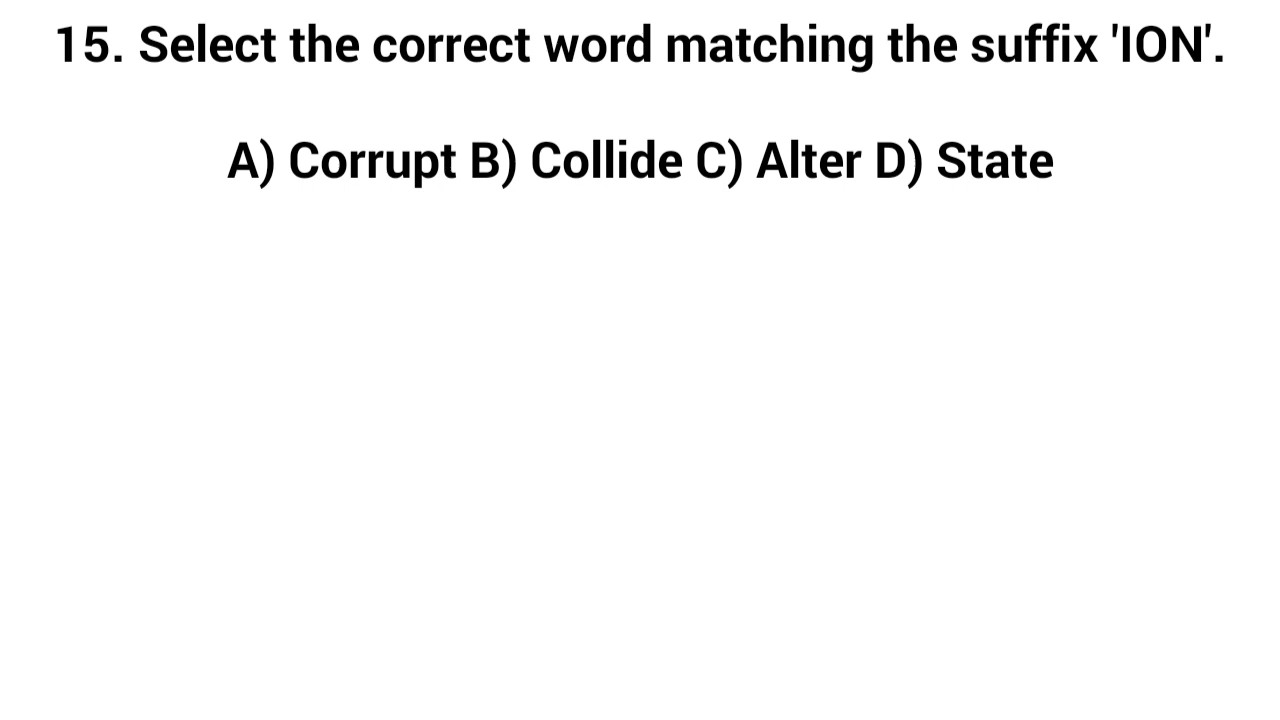 15. Select the correct word matching the suffix 'ION'.
A) Corrupt B) Collide C) Alter D) State